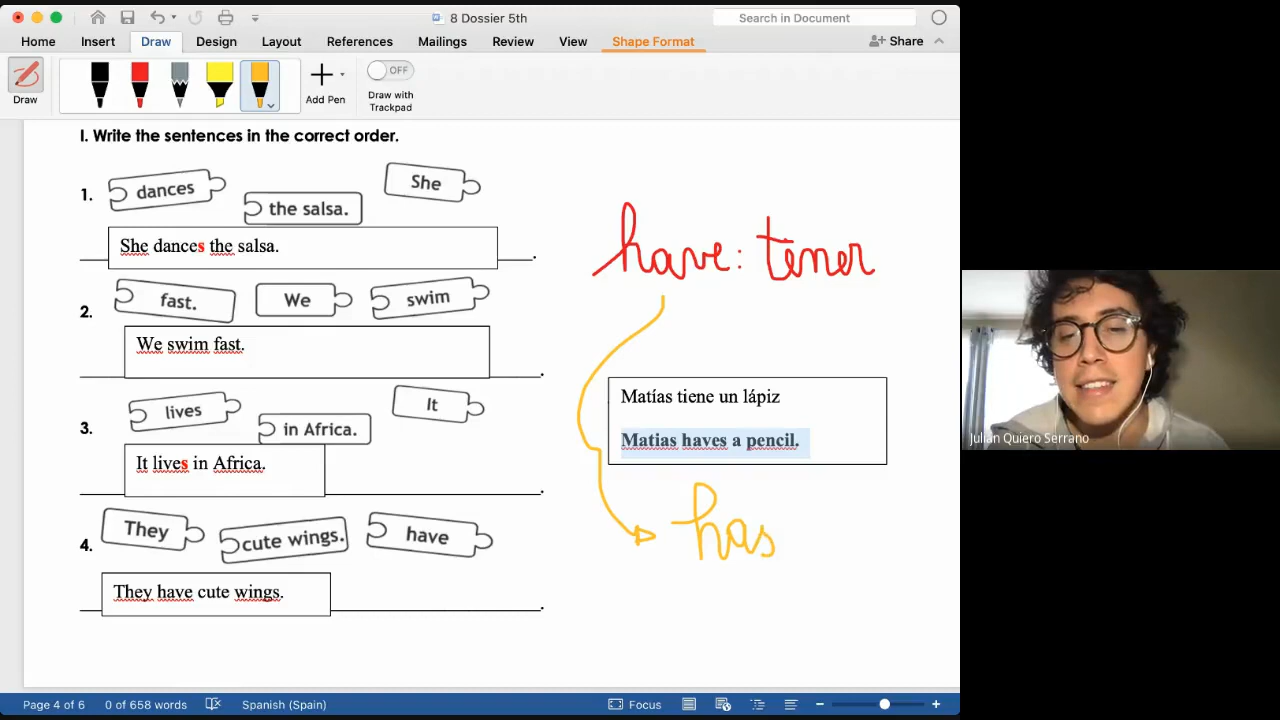 8 Dossier 5th
Search in Document
Home Insert Draw Design Layout References Mailings Review View Shape Format Share
Draw
Add Pen
OFF
Draw with
Trackpad
I. Write the sentences in the correct order.
1. dances the salsa. She
She dances the salsa.
2. fast. We swim
We swim fast.
3. lives in Africa. It
It lives in Africa.
4. They cute wings. have
They have cute wings.
have: tener
Matías tiene un lápiz
Matias haves a pencil.
has
Julian Quiero Serrano
Page 4 of 6 0 of 658 words Spanish (Spain) Focus